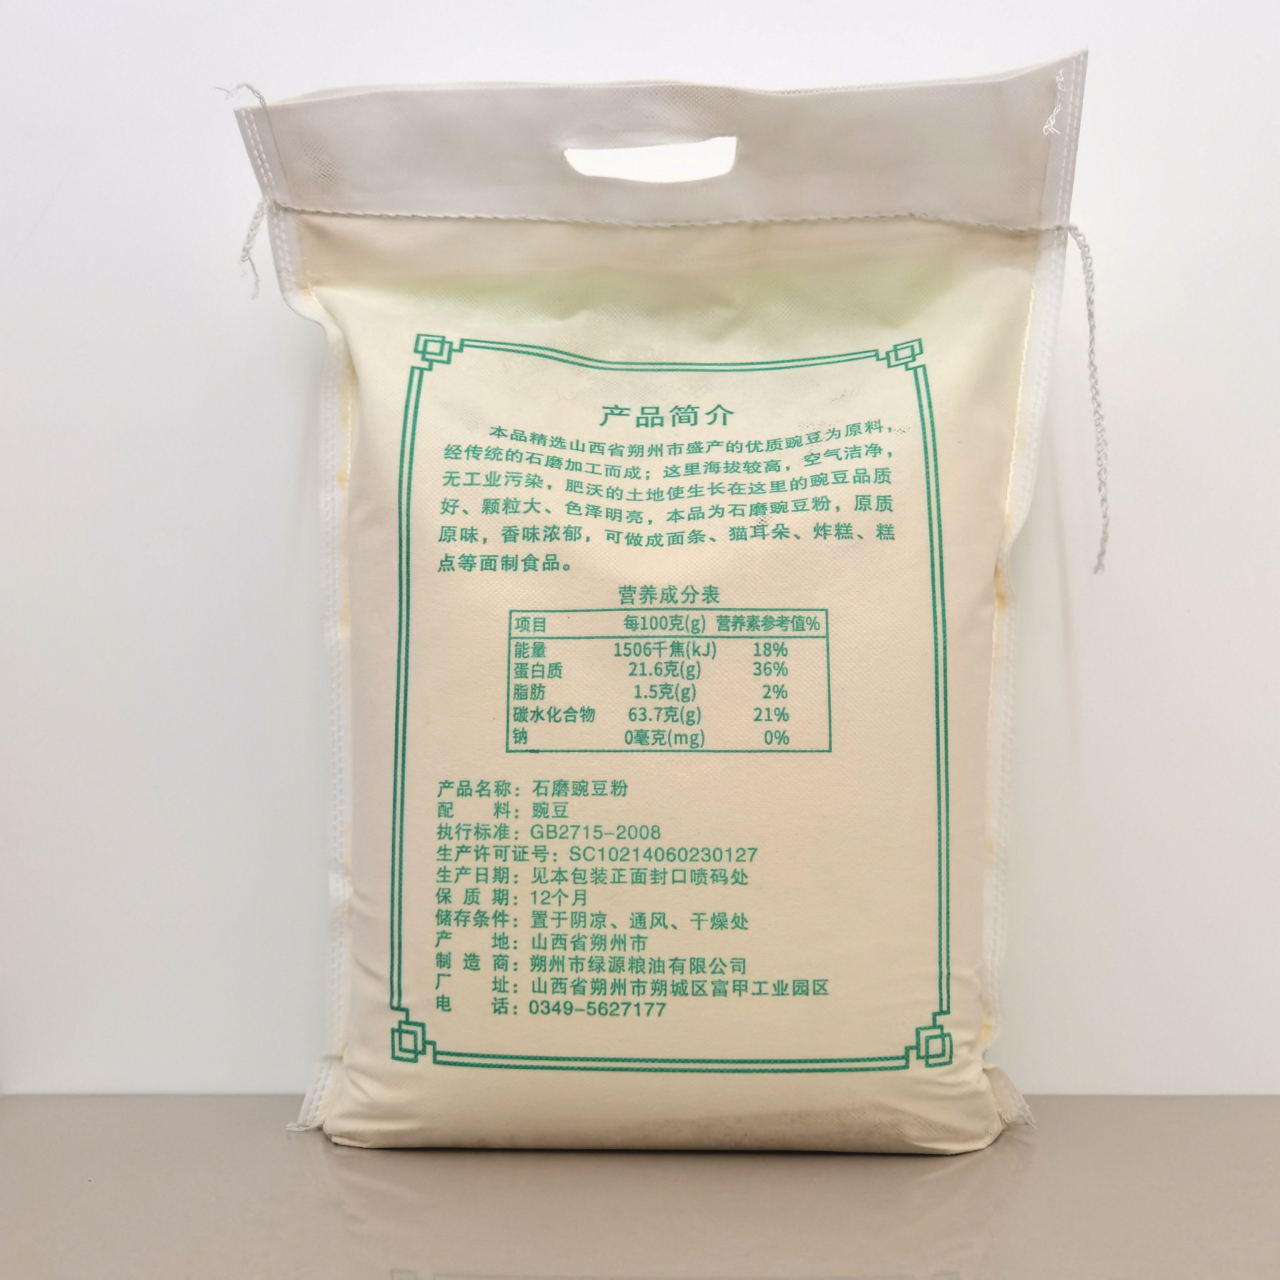 产品简介
本品精选山西省朔州市盛产的优质豌豆为原料，
经传统的石磨加工而成；这里海拔较高，空气洁净，
无工业污染，肥沃的土地使生长在这里的豌豆品质
好、颗粒大、色泽明亮，本品为石磨豌豆粉，原质
原味，香味浓郁，可做成面条、猫耳朵、炸糕、糕
点等面制食品。
营养成分表
项目 每100克(g) 营养素参考值%
能量 1506千焦(kJ) 18%
蛋白质 21.6克(g) 36%
脂肪 1.5克(g) 2%
碳水化合物 63.7克(g) 21%
钠 0毫克(mg) 0%
产品名称：石磨豌豆粉
配料：豌豆
执行标准：GB2715-2008
生产许可证号：SC10214060230127
生产日期：见本包装正面封口喷码处
保质期：12个月
储存条件：置于阴凉、通风、干燥处
产地：山西省朔州市
制造商：朔州市绿源粮油有限公司
厂址：山西省朔州市朔城区富甲工业园区
电话：0349-5627177